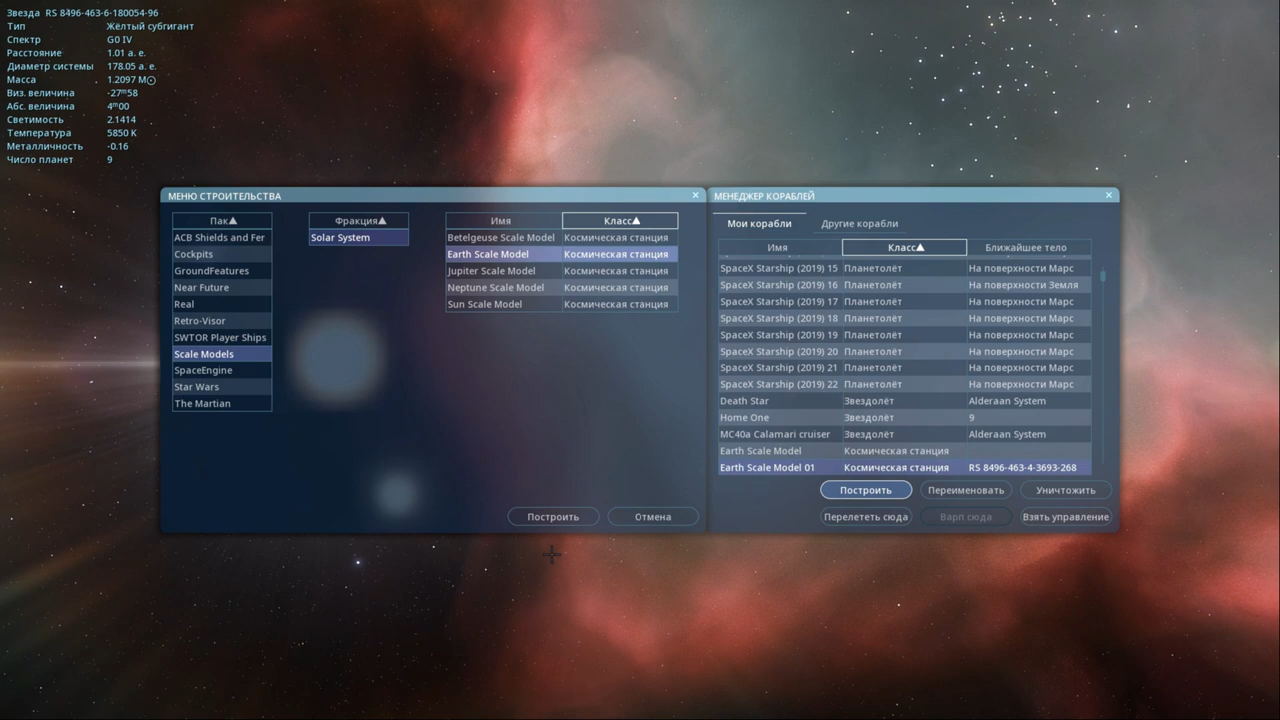 Звезда RS 8496-463-6-180054-96
Тип Жёлтый субгигант
Спектр G0 IV
Расстояние 1.01 а. е.
Диаметр системы 178.05 а. е.
Масса 1.2097 M☉
Виз. величина -27ᵐ58
Абс. величина 4ᵐ00
Светимость 2.1414
Температура 5850 K
Металличность -0.16
Число планет 9
МЕНЮ СТРОИТЕЛЬСТВА ×
Пак▲ Фракция▲ Имя Класс▲
ACB Shields and Fer Solar System Betelgeuse Scale Model Космическая станция
Cockpits Earth Scale Model Космическая станция
GroundFeatures Jupiter Scale Model Космическая станция
Near Future Neptune Scale Model Космическая станция
Real Sun Scale Model Космическая станция
Retro-Visor
SWTOR Player Ships
Scale Models
SpaceEngine
Star Wars
The Martian
Построить Отмена
МЕНЕДЖЕР КОРАБЛЕЙ ×
Мои корабли Другие корабли
Имя Класс▲ Ближайшее тело
SpaceX Starship (2019) 15 Планетолёт На поверхности Марс
SpaceX Starship (2019) 16 Планетолёт На поверхности Земля
SpaceX Starship (2019) 17 Планетолёт На поверхности Марс
SpaceX Starship (2019) 18 Планетолёт На поверхности Марс
SpaceX Starship (2019) 19 Планетолёт На поверхности Марс
SpaceX Starship (2019) 20 Планетолёт На поверхности Марс
SpaceX Starship (2019) 21 Планетолёт На поверхности Марс
SpaceX Starship (2019) 22 Планетолёт На поверхности Марс
Death Star Звездолёт Alderaan System
Home One Звездолёт 9
MC40a Calamari cruiser Звездолёт Alderaan System
Earth Scale Model Космическая станция
Earth Scale Model 01 Космическая станция RS 8496-463-4-3693-268
Построить Переименовать Уничтожить
Перелететь сюда Варп сюда Взять управление